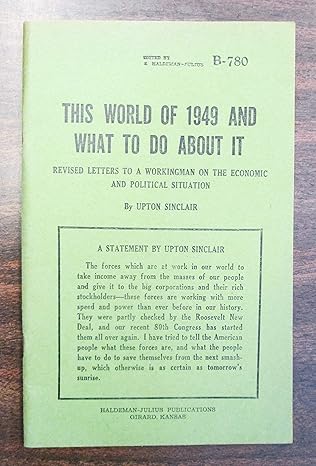 EDITED BY
E HALDEMAN-JULIUS
B-780
THIS WORLD OF 1949 AND
WHAT TO DO ABOUT IT
REVISED LETTERS TO A WORKINGMAN ON THE ECONOMIC
AND POLITICAL SITUATION
By UPTON SINCLAIR
A STATEMENT BY UPTON SINCLAIR
The forces which are at work in our world to
take income away from the masses of our people
and give it to the big corporations and their rich
stockholders—these forces are working with more
speed and power than ever before in our history.
They were partly checked by the Roosevelt New
Deal, and our recent 80th Congress has started
them all over again. I have tried to tell the American
people what these forces are, and what the people
have to do to save themselves from the next smash-
up, which otherwise is as certain as tomorrow's
sunrise.
HALDEMAN-JULIUS PUBLICATIONS
GIRARD, KANSAS